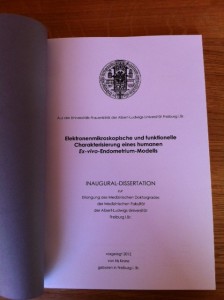 Aus der Universitäts-Frauenklinik der Albert-Ludwigs-Universität Freiburg i. Br.
Elektronenmikroskopische und funktionelle
Charakterisierung eines humanen
Ex-vivo-Endometrium-Modells
INAUGURAL-DISSERTATION
zur
Erlangung des Medizinischen Doktorgrades
der Medizinischen Fakultät
der Albert-Ludwigs-Universität
Freiburg i. Br.
vorgelegt 2012
von
geboren in Freiburg i. Br.